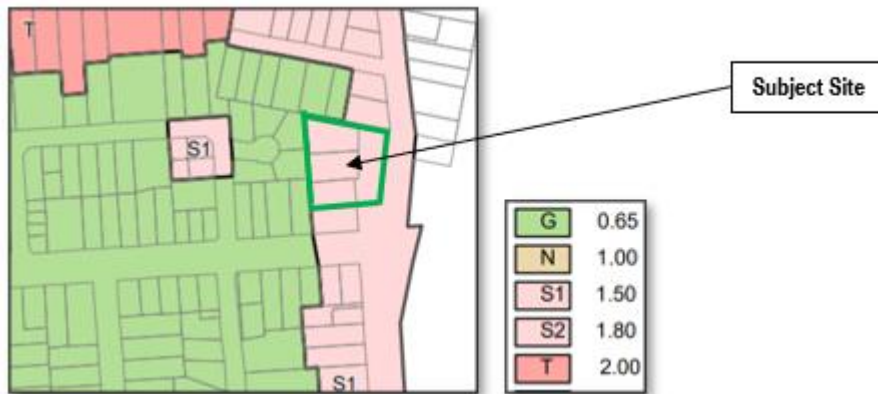 T
S1
S1
Subject Site
G 0.65
N 1.00
S1 1.50
S2 1.80
T 2.00